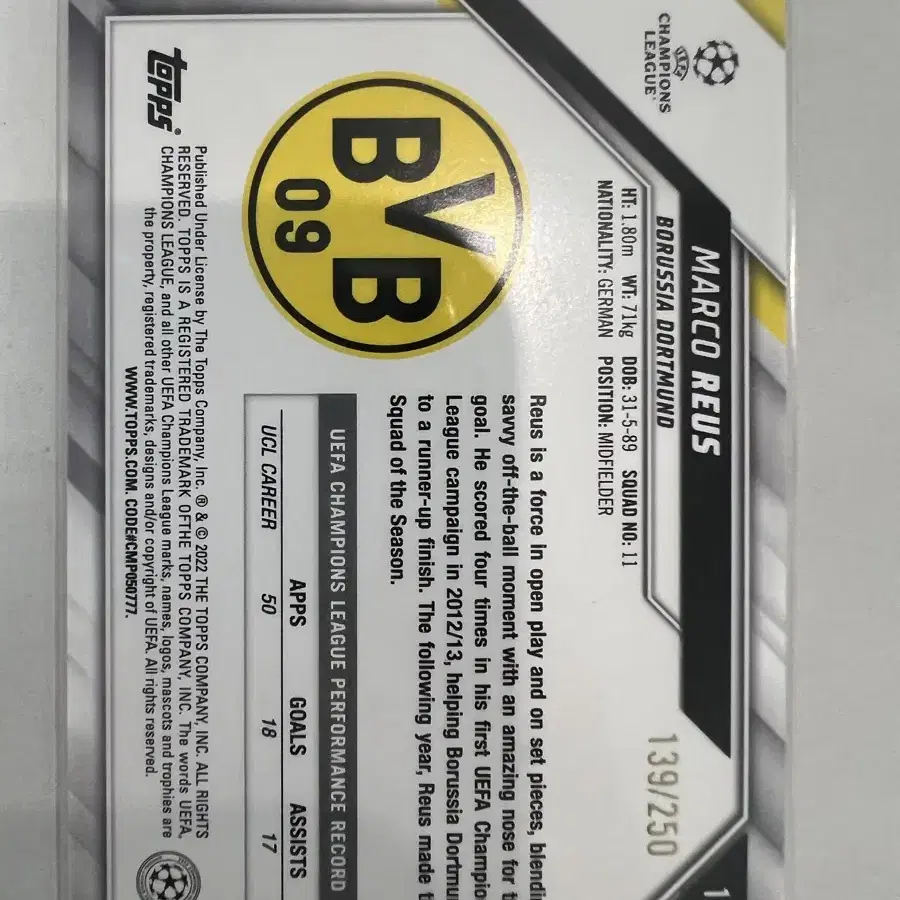 UEFA
CHAMPIONS
LEAGUE
MARCO REUS
BORUSSIA DORTMUND
HT: 1.80m WT: 71kg DOB: 31-5-89 SQUAD NO: 11
NATIONALITY: GERMAN POSITION: MIDFIELDER
139/250
Reus is a force in open play and on set pieces, blendi
savvy off-the-ball moment with an amazing nose for t
goal. He scored four times in his first UEFA Champio
League campaign in 2012/13, helping Borussia Dortmu
to a runner-up finish. The following year, Reus made t
Squad of the Season.
BVB
09
UEFA CHAMPIONS LEAGUE PERFORMANCE RECORD
APPS GOALS ASSISTS
UCL CAREER 50 18 17
topps®
Published Under License by The Topps Company, Inc. ® & © 2022 THE TOPPS COMPANY, INC. ALL RIGHTS
RESERVED. TOPPS IS A REGISTERED TRADEMARK OF THE TOPPS COMPANY, INC. The words UEFA,
CHAMPIONS LEAGUE, and all other UEFA Champions League marks, names, logos, mascots and trophies are
the property, registered trademarks, designs and/or copyright of UEFA. All rights reserved.
WWW.TOPPS.COM. CODE#CMP050777.